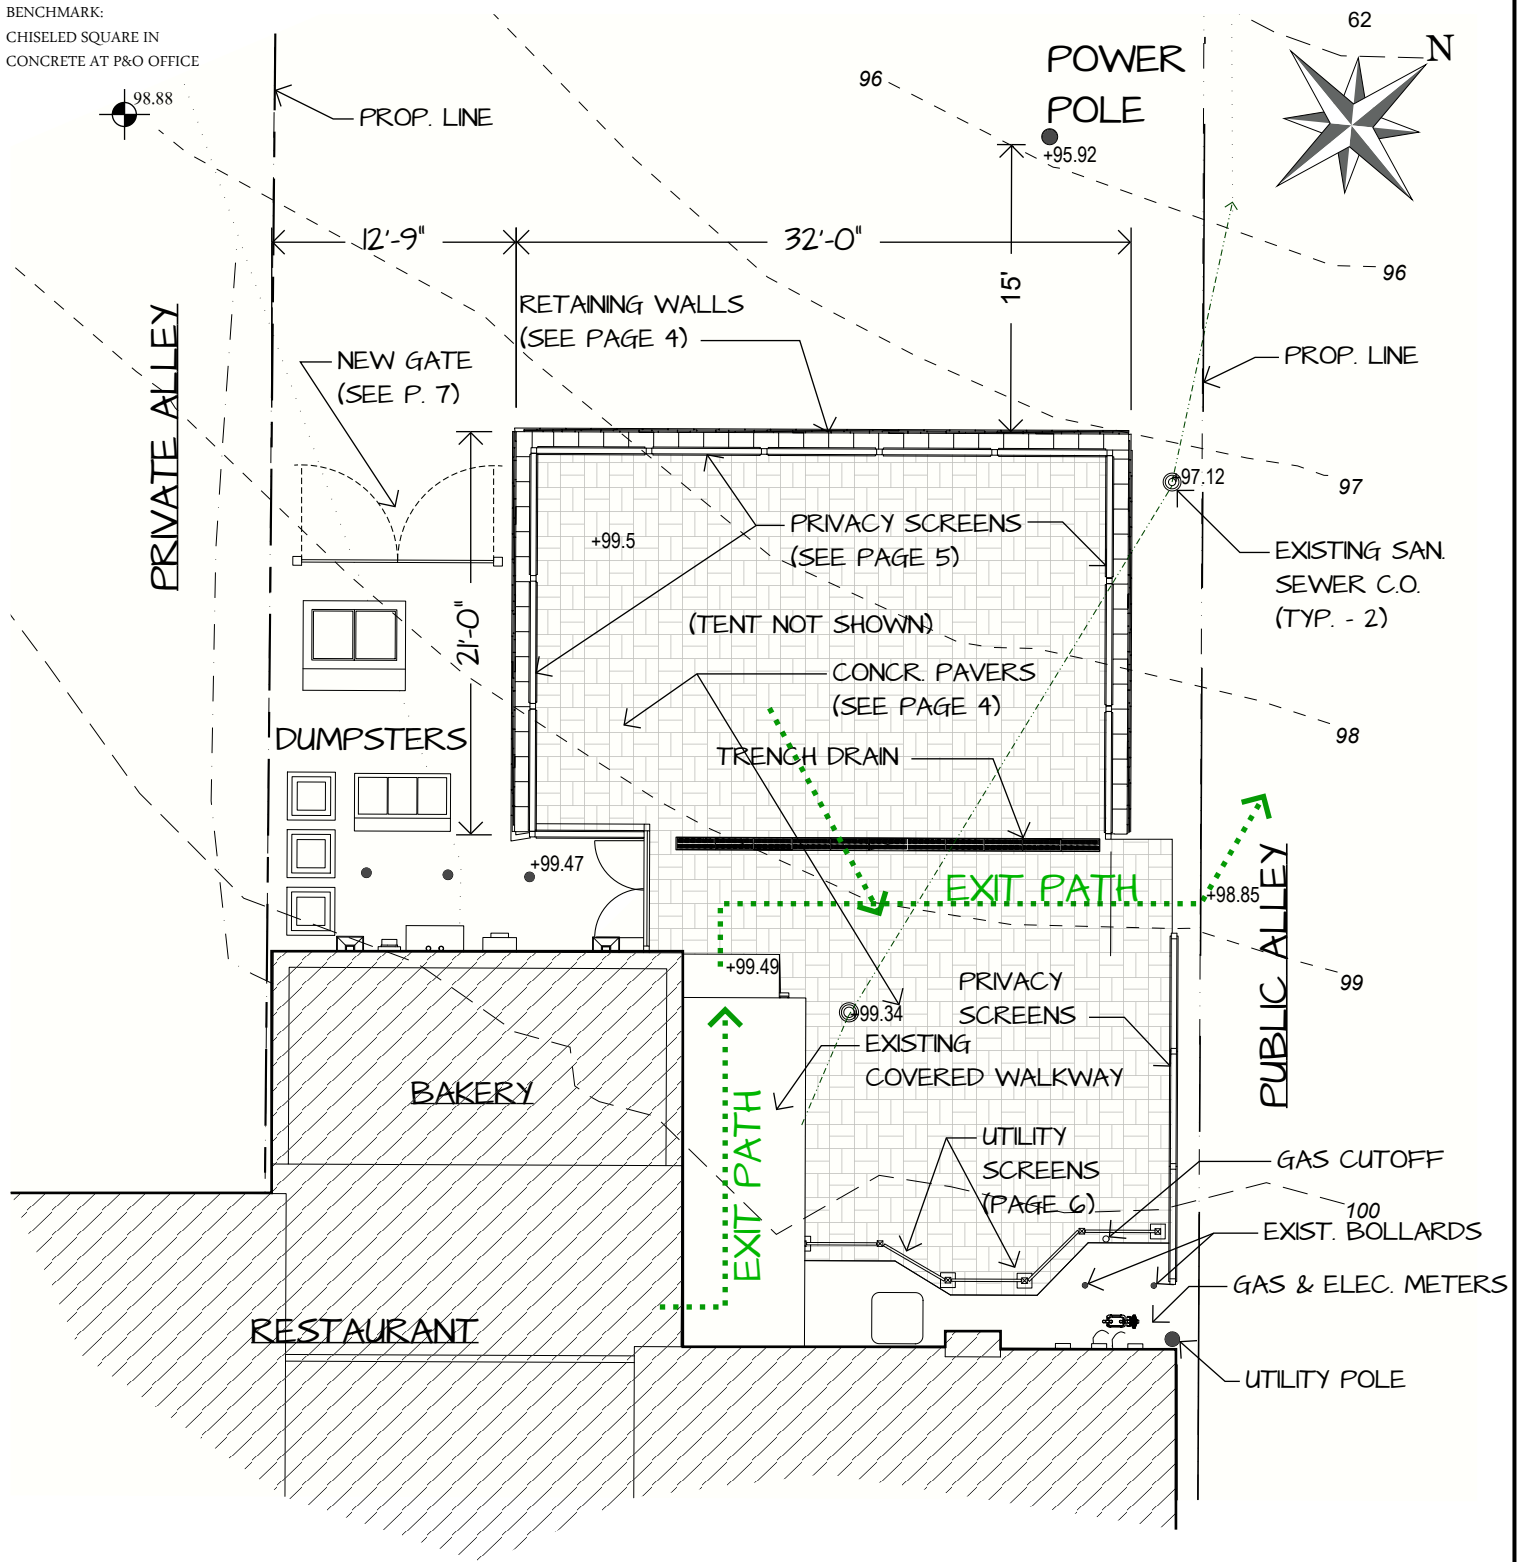 BENCHMARK:
CHISELED SQUARE IN
CONCRETE AT P&O OFFICE
98.88
PROP. LINE
96
POWER
POLE
+95.92
62
N
12'-9"
32'-0"
15'
96
RETAINING WALLS
(SEE PAGE 4)
NEW GATE
(SEE P. 7)
PRIVATE ALLEY
PROP. LINE
+97.12
97
+99.5
PRIVACY SCREENS
(SEE PAGE 5)
EXISTING SAN.
SEWER C.O.
(TYP. - 2)
21'-0"
(TENT NOT SHOWN)
CONCR. PAVERS
(SEE PAGE 4)
98
DUMPSTERS
TRENCH DRAIN
+99.47
EXIT PATH
+98.85
PUBLIC ALLEY
+99.49
PRIVACY
SCREENS
99
+99.34
EXISTING
COVERED WALKWAY
BAKERY
EXIT PATH
UTILITY
SCREENS
(PAGE 6)
GAS CUTOFF
100
EXIST. BOLLARDS
GAS & ELEC. METERS
RESTAURANT
UTILITY POLE